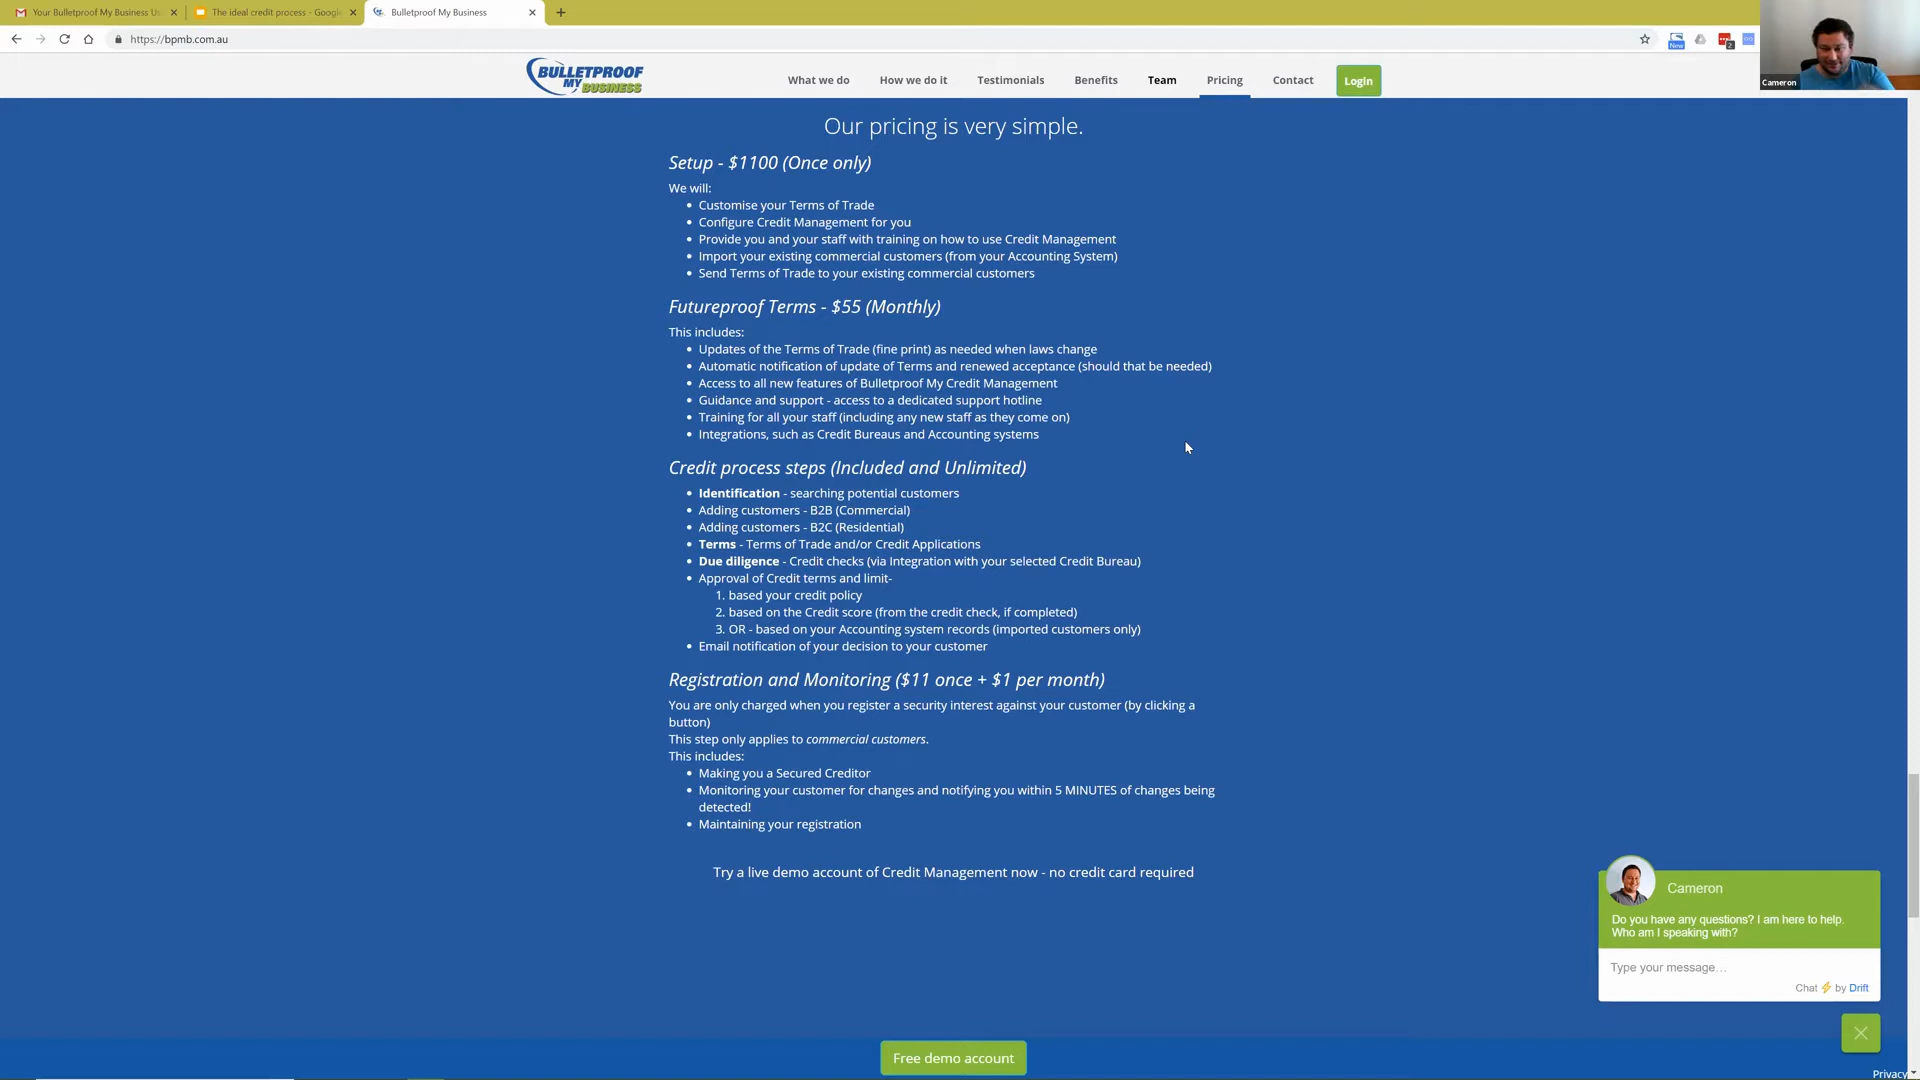 Your Bulletproof My Business Us
The ideal credit process - Google
Bulletproof My Business
https://bpmb.com.au
New
2
Cameron
BULLETPROOF
MY BUSINESS
What we do
How we do it
Testimonials
Benefits
Team
Pricing
Contact
Login
Our pricing is very simple.
Setup - $1100 (Once only)
We will:
Customise your Terms of Trade
Configure Credit Management for you
Provide you and your staff with training on how to use Credit Management
Import your existing commercial customers (from your Accounting System)
Send Terms of Trade to your existing commercial customers
Futureproof Terms - $55 (Monthly)
This includes:
Updates of the Terms of Trade (fine print) as needed when laws change
Automatic notification of update of Terms and renewed acceptance (should that be needed)
Access to all new features of Bulletproof My Credit Management
Guidance and support - access to a dedicated support hotline
Training for all your staff (including any new staff as they come on)
Integrations, such as Credit Bureaus and Accounting systems
Credit process steps (Included and Unlimited)
Identification - searching potential customers
Adding customers - B2B (Commercial)
Adding customers - B2C (Residential)
Terms - Terms of Trade and/or Credit Applications
Due diligence - Credit checks (via Integration with your selected Credit Bureau)
Approval of Credit terms and limit-
1. based your credit policy
2. based on the Credit score (from the credit check, if completed)
3. OR - based on your Accounting system records (imported customers only)
Email notification of your decision to your customer
Registration and Monitoring ($11 once + $1 per month)
You are only charged when you register a security interest against your customer (by clicking a
button)
This step only applies to commercial customers.
This includes:
Making you a Secured Creditor
Monitoring your customer for changes and notifying you within 5 MINUTES of changes being
detected!
Maintaining your registration
Try a live demo account of Credit Management now - no credit card required
Cameron
Do you have any questions? I am here to help.
Who am I speaking with?
Type your message…
Chat ⚡ by Drift
Free demo account
Privacy